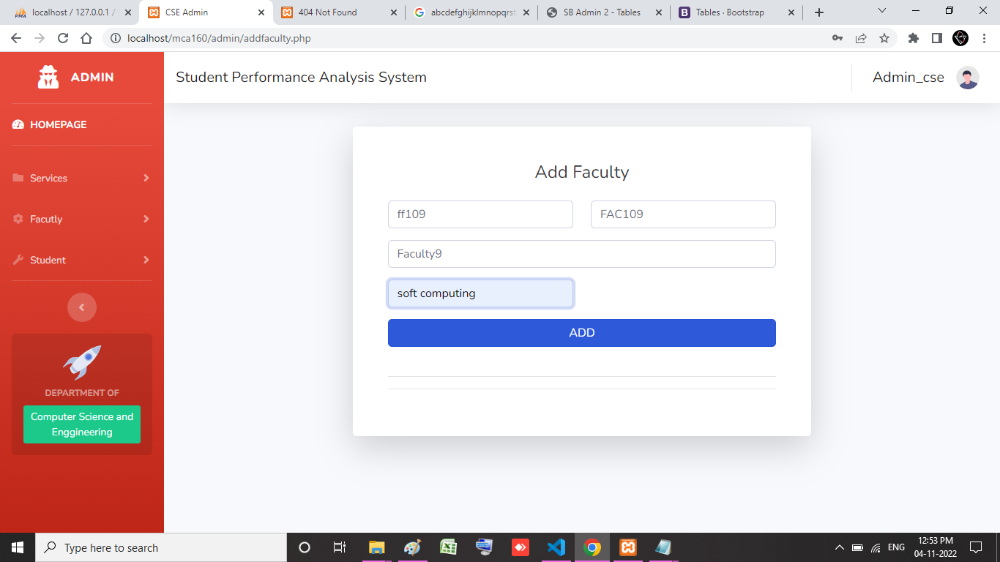 localhost / 127.0.0.1 /
CSE Admin
404 Not Found
abcdefghijklmnopqrst
SB Admin 2 - Tables
Tables · Bootstrap
localhost/mca160/admin/addfaculty.php
ADMIN
Student Performance Analysis System
Admin_cse
HOMEPAGE
Services
Facutly
Student
DEPARTMENT OF
Computer Science and
Enggineering
Add Faculty
ff109
FAC109
Faculty9
soft computing
ADD
Type here to search
ENG
12:53 PM
04-11-2022